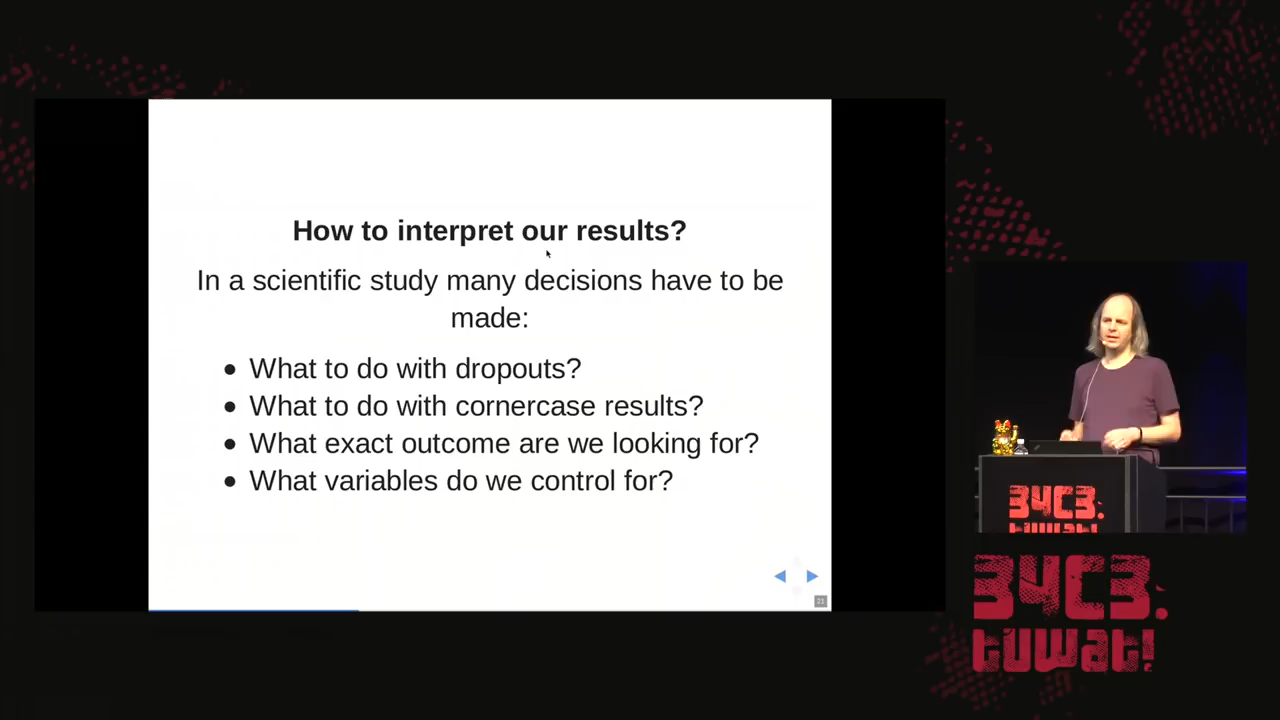 How to interpret our results?
In a scientific study many decisions have to be
made:
• What to do with dropouts?
• What to do with cornercase results?
• What exact outcome are we looking for?
• What variables do we control for?
21
34C3.
tuwat!
34C3.
tuwat!